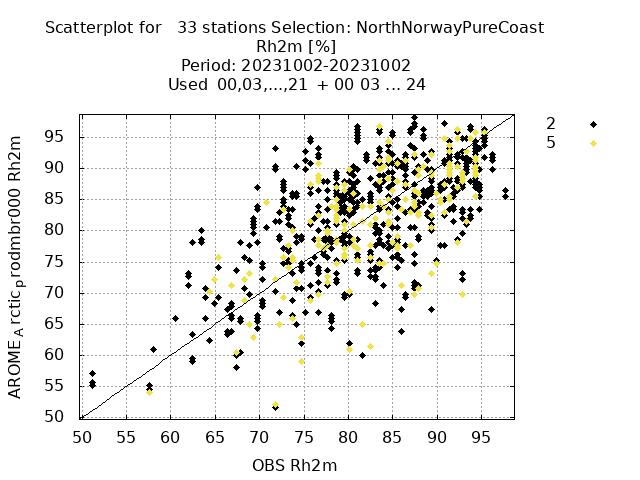 Scatterplot for 33 stations Selection: NorthNorwayPureCoast
Rh2m [%]
Period: 20231002-20231002
Used 00,03,...,21 + 00 03 ... 24
2
5
AROME_Arctic_prodmbr000 Rh2m
95
90
85
80
75
70
65
60
55
50
50 55 60 65 70 75 80 85 90 95
OBS Rh2m